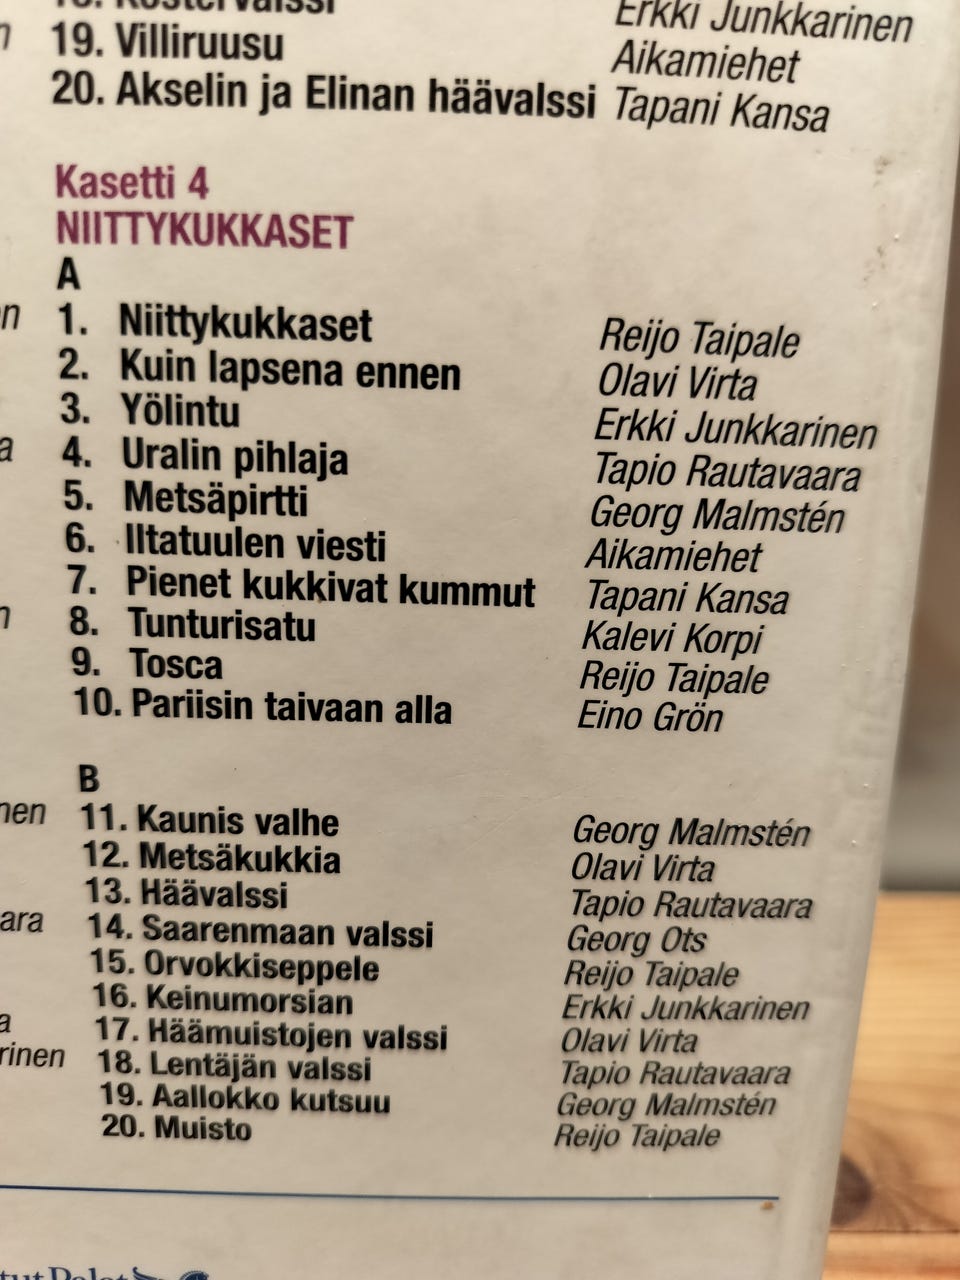 18. Kostervalssi Erkki Junkkarinen
19. Villiruusu Aikamiehet
20. Akselin ja Elinan häävalssi Tapani Kansa
Kasetti 4
NIITTYKUKKASET
A
1. Niittykukkaset Reijo Taipale
2. Kuin lapsena ennen Olavi Virta
3. Yölintu Erkki Junkkarinen
4. Uralin pihlaja Tapio Rautavaara
5. Metsäpirtti Georg Malmstén
6. Iltatuulen viesti Aikamiehet
7. Pienet kukkivat kummut Tapani Kansa
8. Tunturisatu Kalevi Korpi
9. Tosca Reijo Taipale
10. Pariisin taivaan alla Eino Grön
B
11. Kaunis valhe Georg Malmstén
12. Metsäkukkia Olavi Virta
13. Häävalssi Tapio Rautavaara
14. Saarenmaan valssi Georg Ots
15. Orvokkiseppele Reijo Taipale
16. Keinumorsian Erkki Junkkarinen
17. Häämuistojen valssi Olavi Virta
18. Lentäjän valssi Tapio Rautavaara
19. Aallokko kutsuu Georg Malmstén
20. Muisto Reijo Taipale